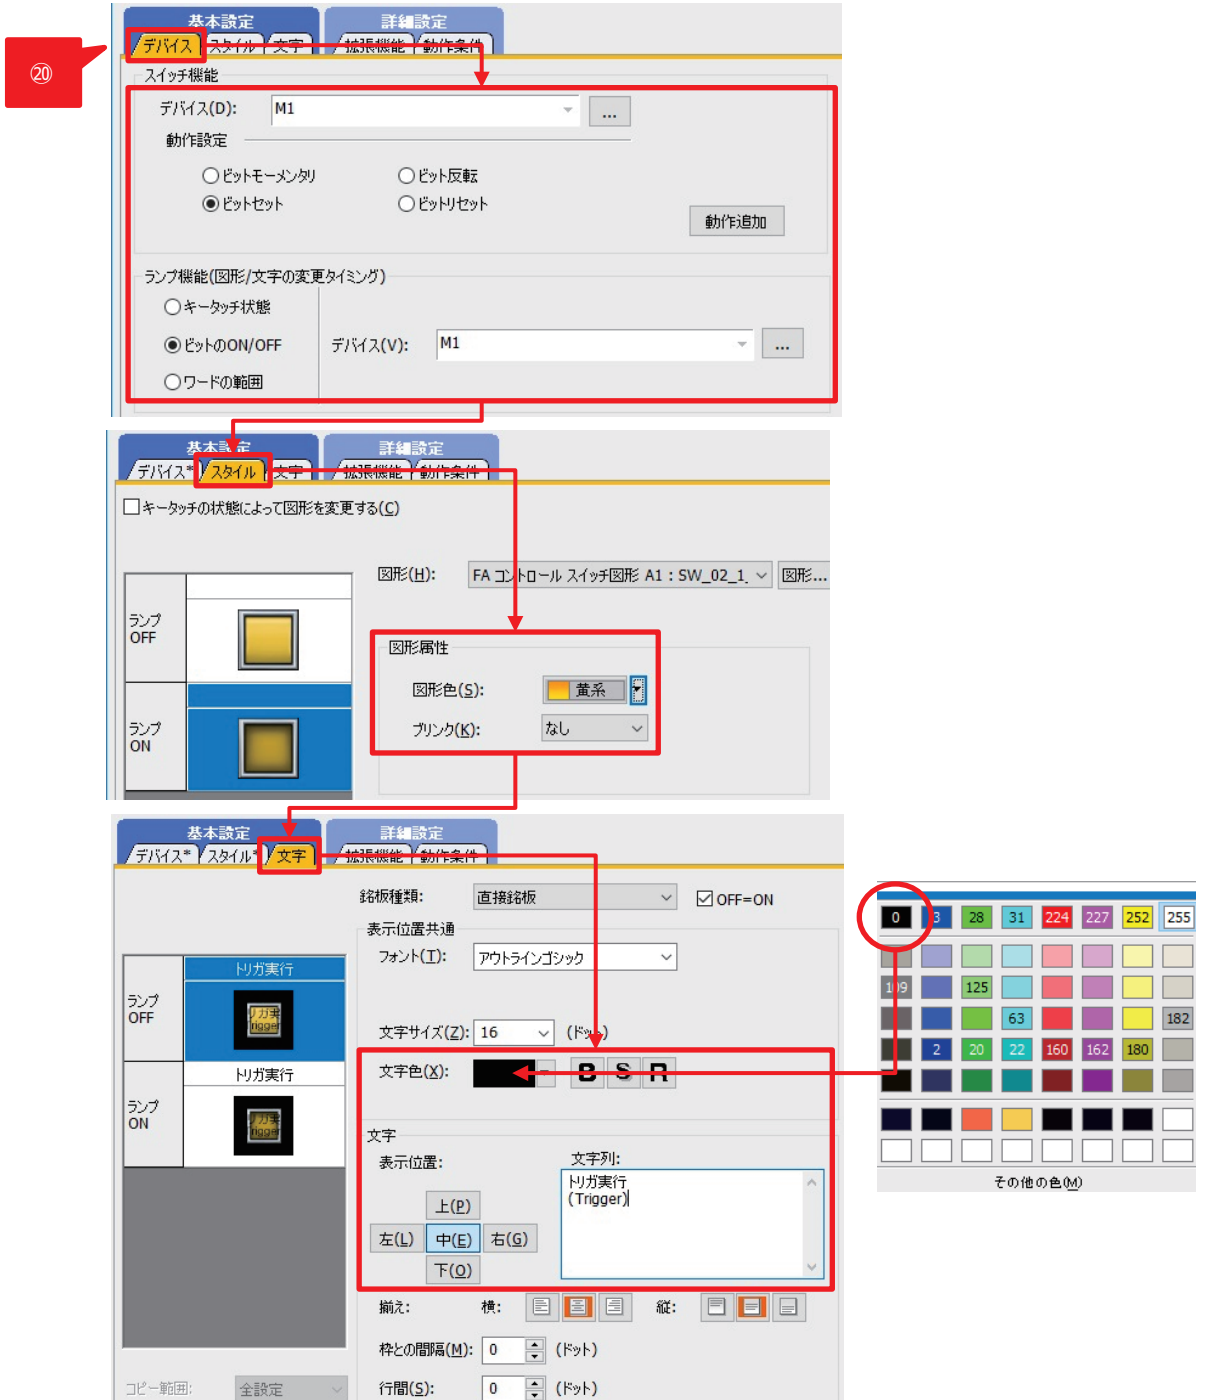 ⑳
基本設定 詳細設定
デバイス スタイル 文字 拡張機能 動作条件
スイッチ機能
デバイス(D): M1 ...
動作設定
ビットモーメンタリ ビット反転
ビットセット ビットリセット
動作追加
ランプ機能(図形/文字の変更タイミング)
キータッチ状態
ビットのON/OFF デバイス(V): M1 ...
ワードの範囲
基本設定 詳細設定
デバイス* スタイル 文字 拡張機能 動作条件
キータッチの状態によって図形を変更する(C)
図形(H): FA コントロール スイッチ図形 A1 : SW_02_1_ 図形...
ランプ
OFF
図形属性
図形色(S): 黄系
ブリンク(K): なし
ランプ
ON
基本設定 詳細設定
デバイス* スタイル* 文字 拡張機能 動作条件
銘板種類: 直接銘板 OFF=ON
表示位置共通
フォント(T): アウトラインゴシック
トリガ実行
ランプ
OFF
文字サイズ(Z): 16 (ドット)
文字色(X): B S R
トリガ実行
ランプ
ON
文字
表示位置: 文字列:
トリガ実行
(Trigger)
上(P)
左(L) 中(E) 右(G)
下(O)
揃え: 横: 縦:
枠との間隔(M): 0 (ドット)
コピー範囲: 全設定 行間(S): 0 (ドット)
0 3 28 31 224 227 252 255
109 125
63 182
2 20 22 160 162 180
その他の色(M)